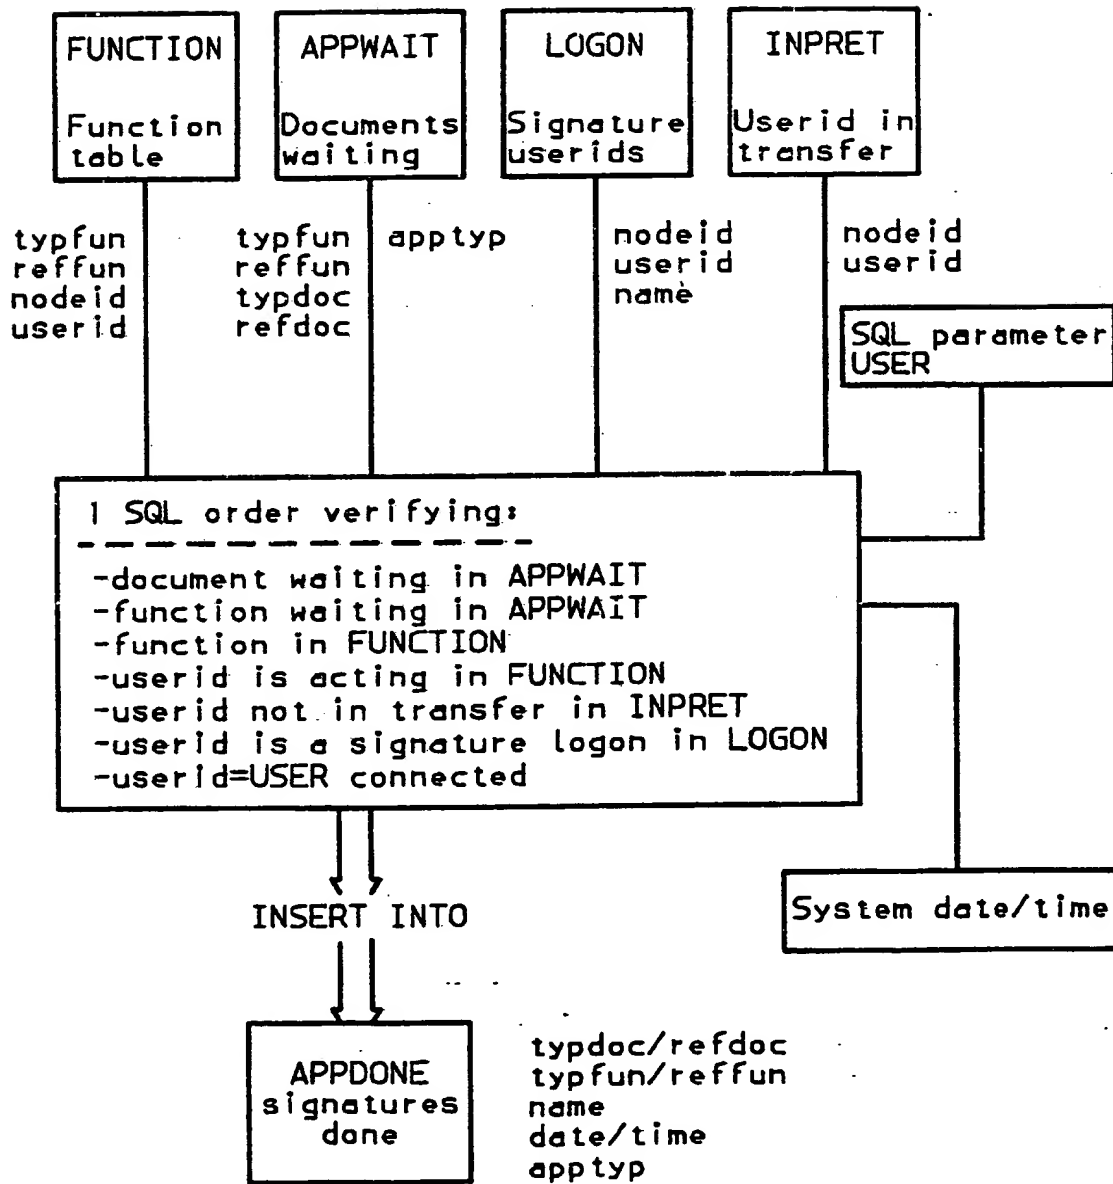 FUNCTION
Function
table
APPWAIT
Documents
waiting
LOGON
Signature
userids
INPRET
Userid in
transfer
typfun
reffun
nodeid
userid
typfun
reffun
typdoc
refdoc
apptyp
nodeid
userid
name
nodeid
userid
SQL parameter
USER
1 SQL order verifying:
-document waiting in APPWAIT
-function waiting in APPWAIT
-function in FUNCTION
-userid is acting in FUNCTION
-userid not in transfer in INPRET
-userid is a signature logon in LOGON
-userid=USER connected
System date/time
INSERT INTO
APPDONE
signatures
done
typdoc/refdoc
typfun/reffun
name
date/time
apptyp